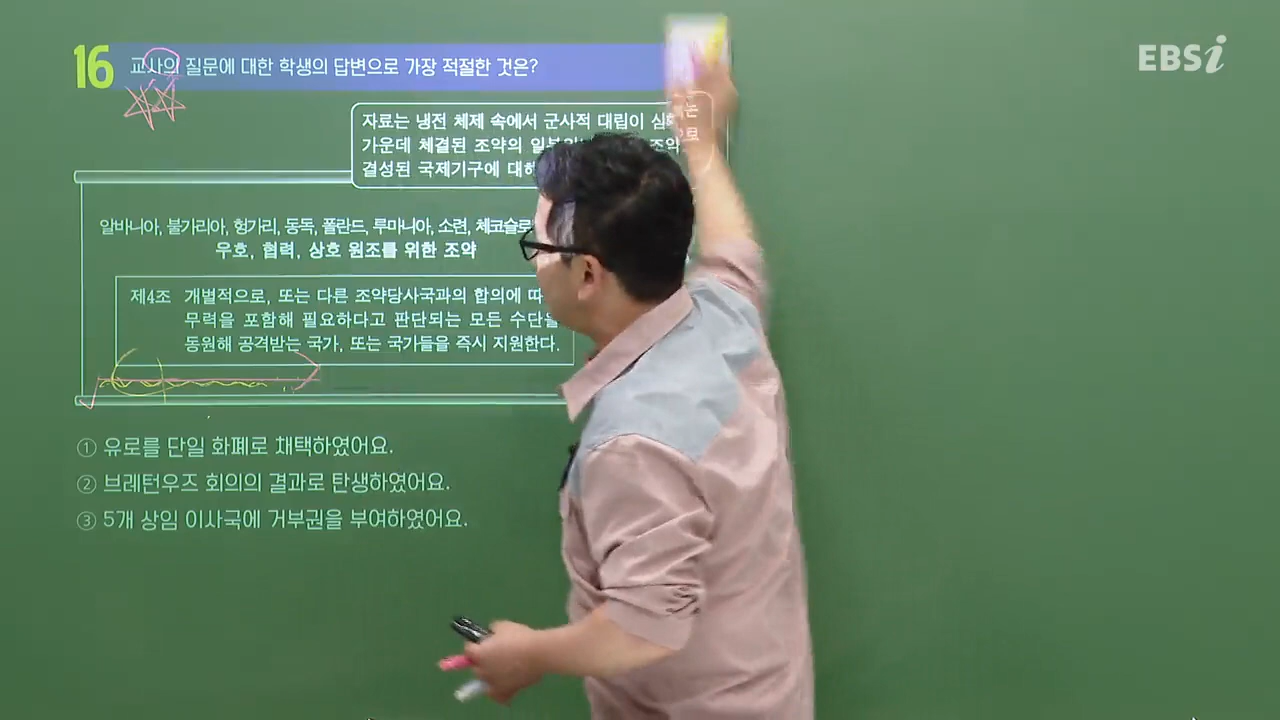 EBSi
16 교사의 질문에 대한 학생의 답변으로 가장 적절한 것은?
자료는 냉전 체제 속에서 군사적 대립이
가운데 체결된 조약의 조약
결성된 국제기구에
알바니아, 불가리아, 헝가리, 동독, 폴란드, 루마니아, 소련,
우호, 협력, 상호 원조를 위한 조약
제4조 개별적으로, 또는 다른 조약당사국과의 합의에
무력을 포함해 필요하다고 판단되는 모든 수단을
동원해 공격받는 국가, 또는 국가들을 즉시 지원한다.
① 유로를 단일 화폐로 채택하였어요.
② 브레턴우즈 회의의 결과로 탄생하였어요.
③ 5개 상임 이사국에 거부권을 부여하였어요.